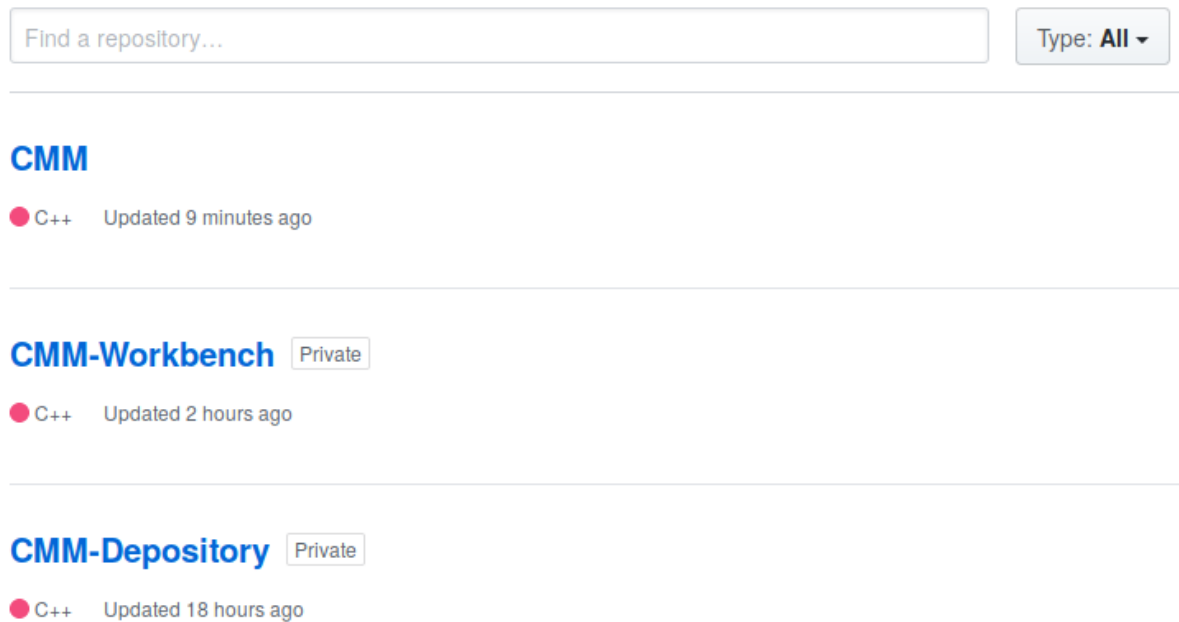 Find a repository…
Type: All
CMM
C++ Updated 9 minutes ago
CMM-Workbench Private
C++ Updated 2 hours ago
CMM-Depository Private
C++ Updated 18 hours ago